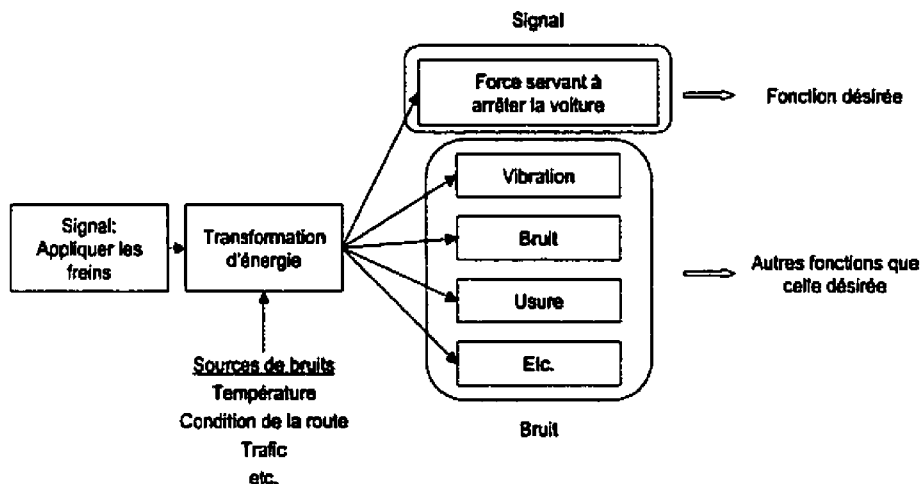 Signal
Force servant à
arrêter la voiture
Fonction désirée
Vibration
Signal:
Appliquer les
freins
Transformation
d'énergie
Bruit
Usure
Autres fonctions que
celle désirée
Etc.
Sources de bruits
Température
Condition de la route
Trafic
etc.
Bruit